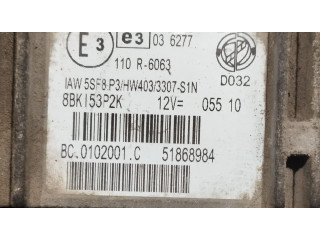 E3 e3 03 6277
110 R-6063
D032
IAW 5SF8.P3/HW403/3307-S1N
8BKI53P2K 12V= 055 10
BC.0102001.C 51868984